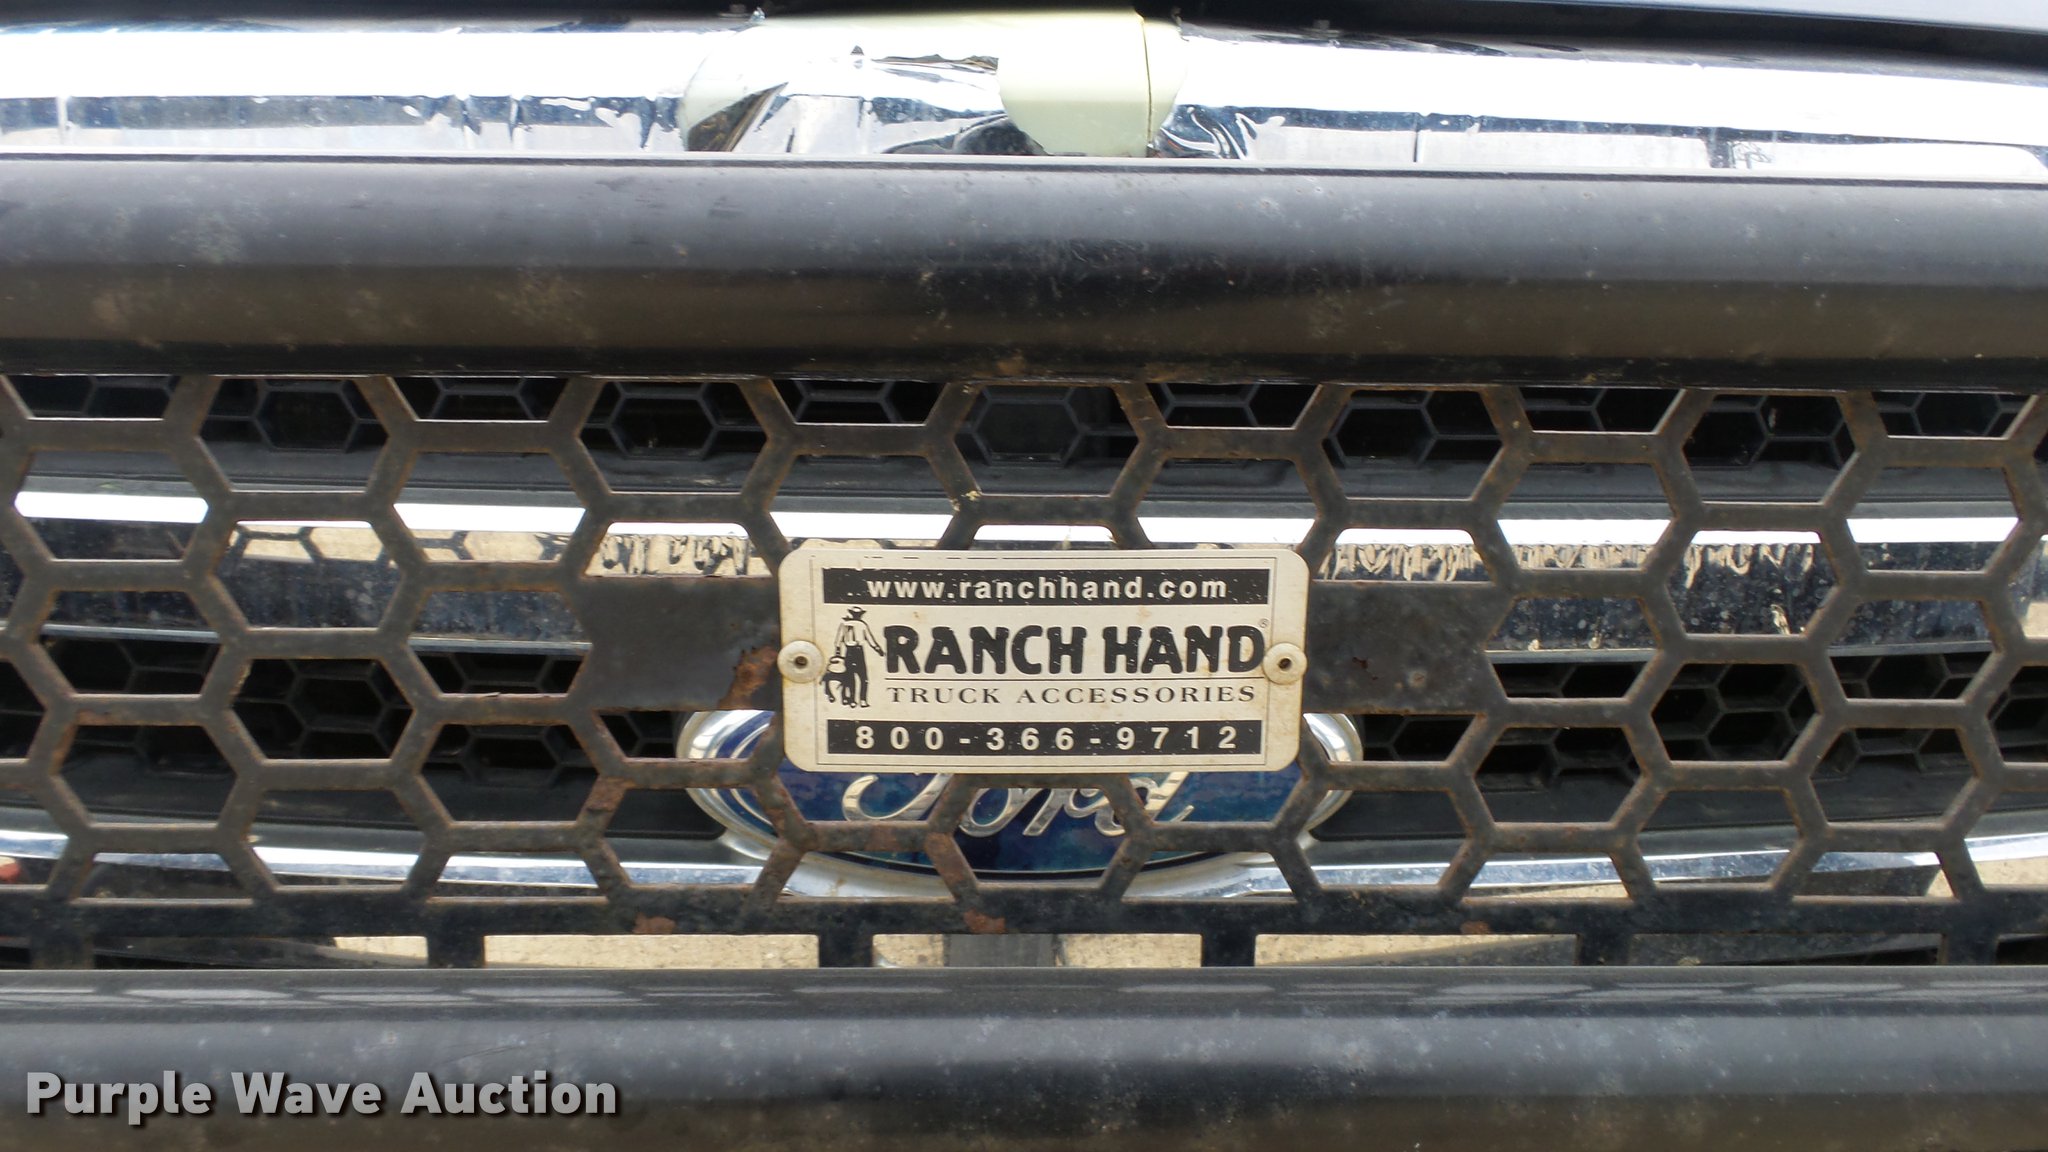 www.ranchhand.com
RANCH HAND®
TRUCK ACCESSORIES
800-366-9712
Ford
Purple Wave Auction